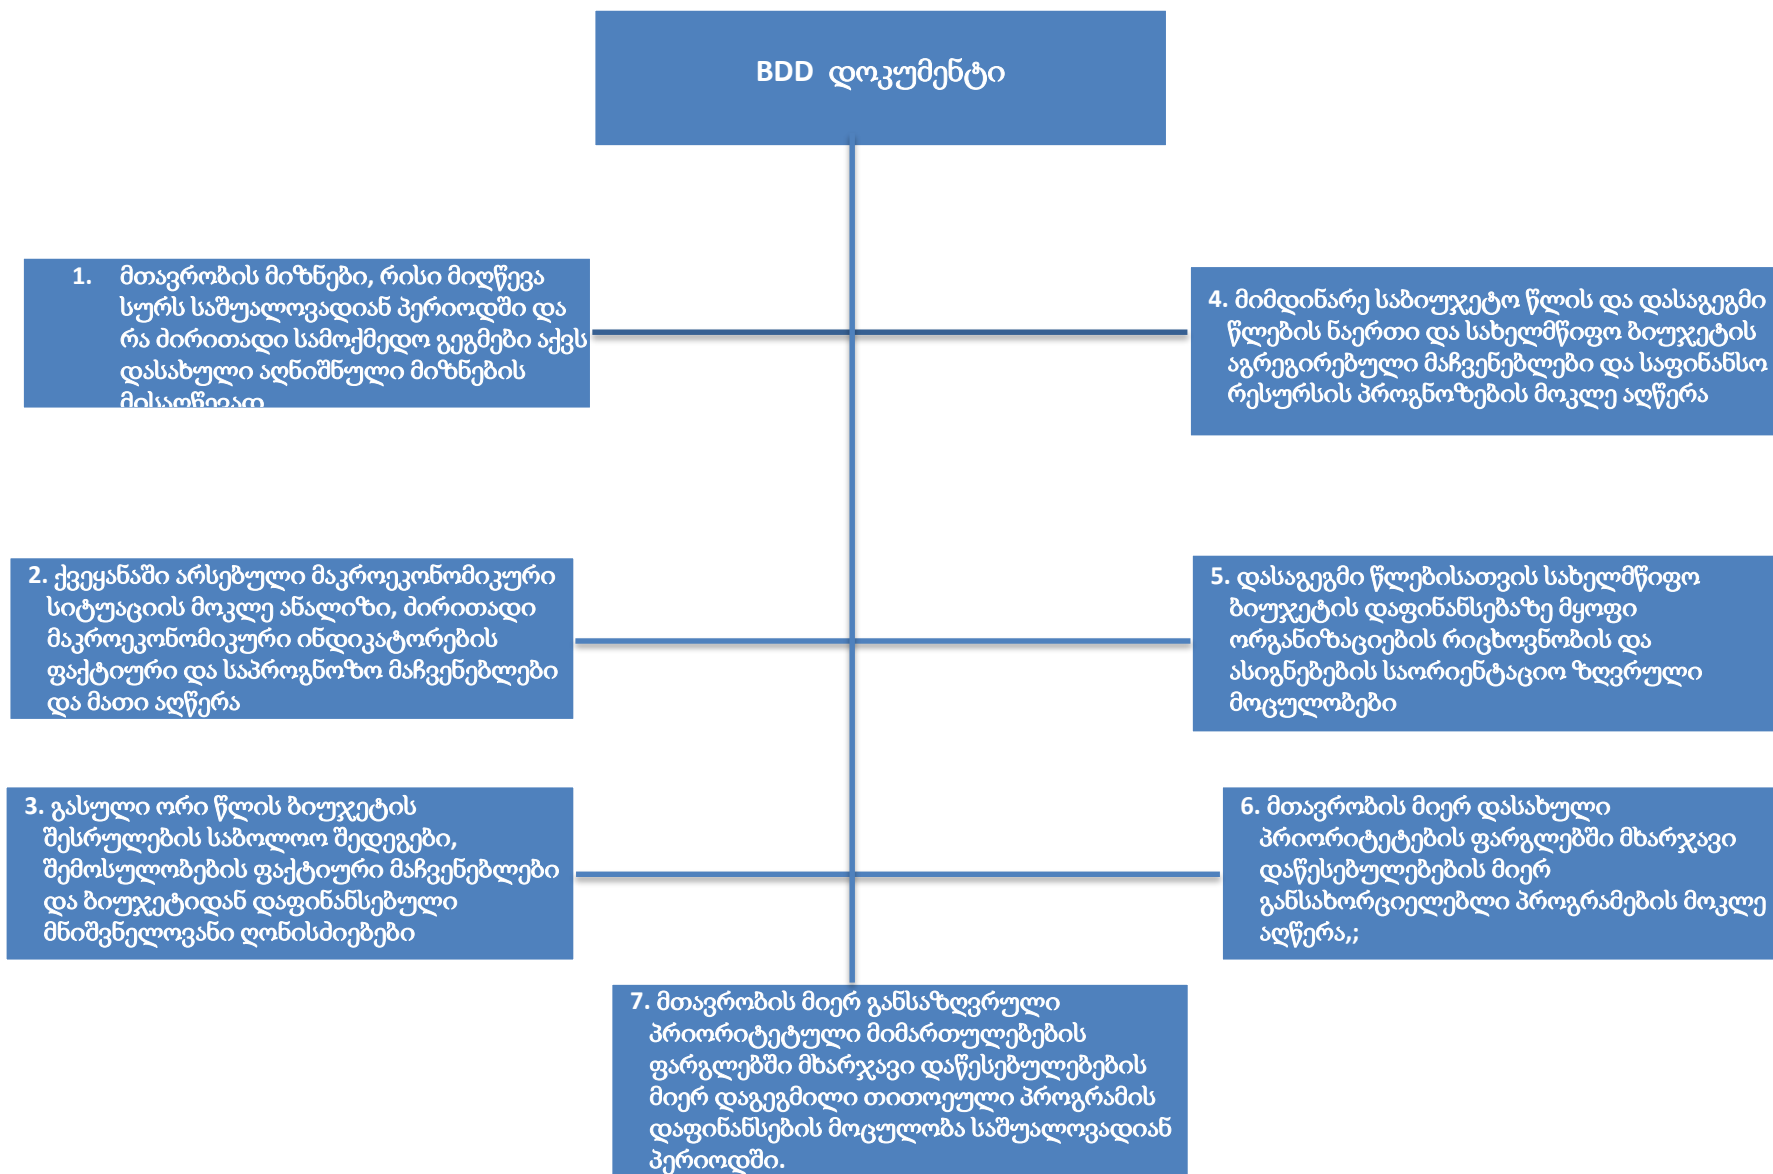 BDD დოკუმენტი
1. მთავრობის მიზნები, რისი მიღწევა
სურს საშუალოვადიან პერიოდში და
რა ძირითადი სამოქმედო გეგმები აქვს
დასახული აღნიშნული მიზნების
მისაღწევად
2. ქვეყანაში არსებული მაკროეკონომიკური
სიტუაციის მოკლე ანალიზი, ძირითადი
მაკროეკონომიკური ინდიკატორების
ფაქტიური და საპროგნოზო მაჩვენებლები
და მათი აღწერა
3. გასული ორი წლის ბიუჯეტის
შესრულების საბოლოო შედეგები,
შემოსულობების ფაქტიური მაჩვენებლები
და ბიუჯეტიდან დაფინანსებული
მნიშვნელოვანი ღონისძიებები
4. მიმდინარე საბიუჯეტო წლის და დასაგეგმი
წლების ნაერთი და სახელმწიფო ბიუჯეტის
აგრეგირებული მაჩვენებლები და საფინანსო
რესურსის პროგნოზების მოკლე აღწერა
5. დასაგეგმი წლებისათვის სახელმწიფო
ბიუჯეტის დაფინანსებაზე მყოფი
ორგანიზაციების რიცხოვნობის და
ასიგნებების საორიენტაციო ზღვრული
მოცულობები
6. მთავრობის მიერ დასახული
პრიორიტეტების ფარგლებში მხარჯავი
დაწესებულებების მიერ
განსახორციელებლი პროგრამების მოკლე
აღწერა,;
7. მთავრობის მიერ განსაზღვრული
პრიორიტეტული მიმართულებების
ფარგლებში მხარჯავი დაწესებულებების
მიერ დაგეგმილი თითოეული პროგრამის
დაფინანსების მოცულობა საშუალოვადიან
პერიოდში.